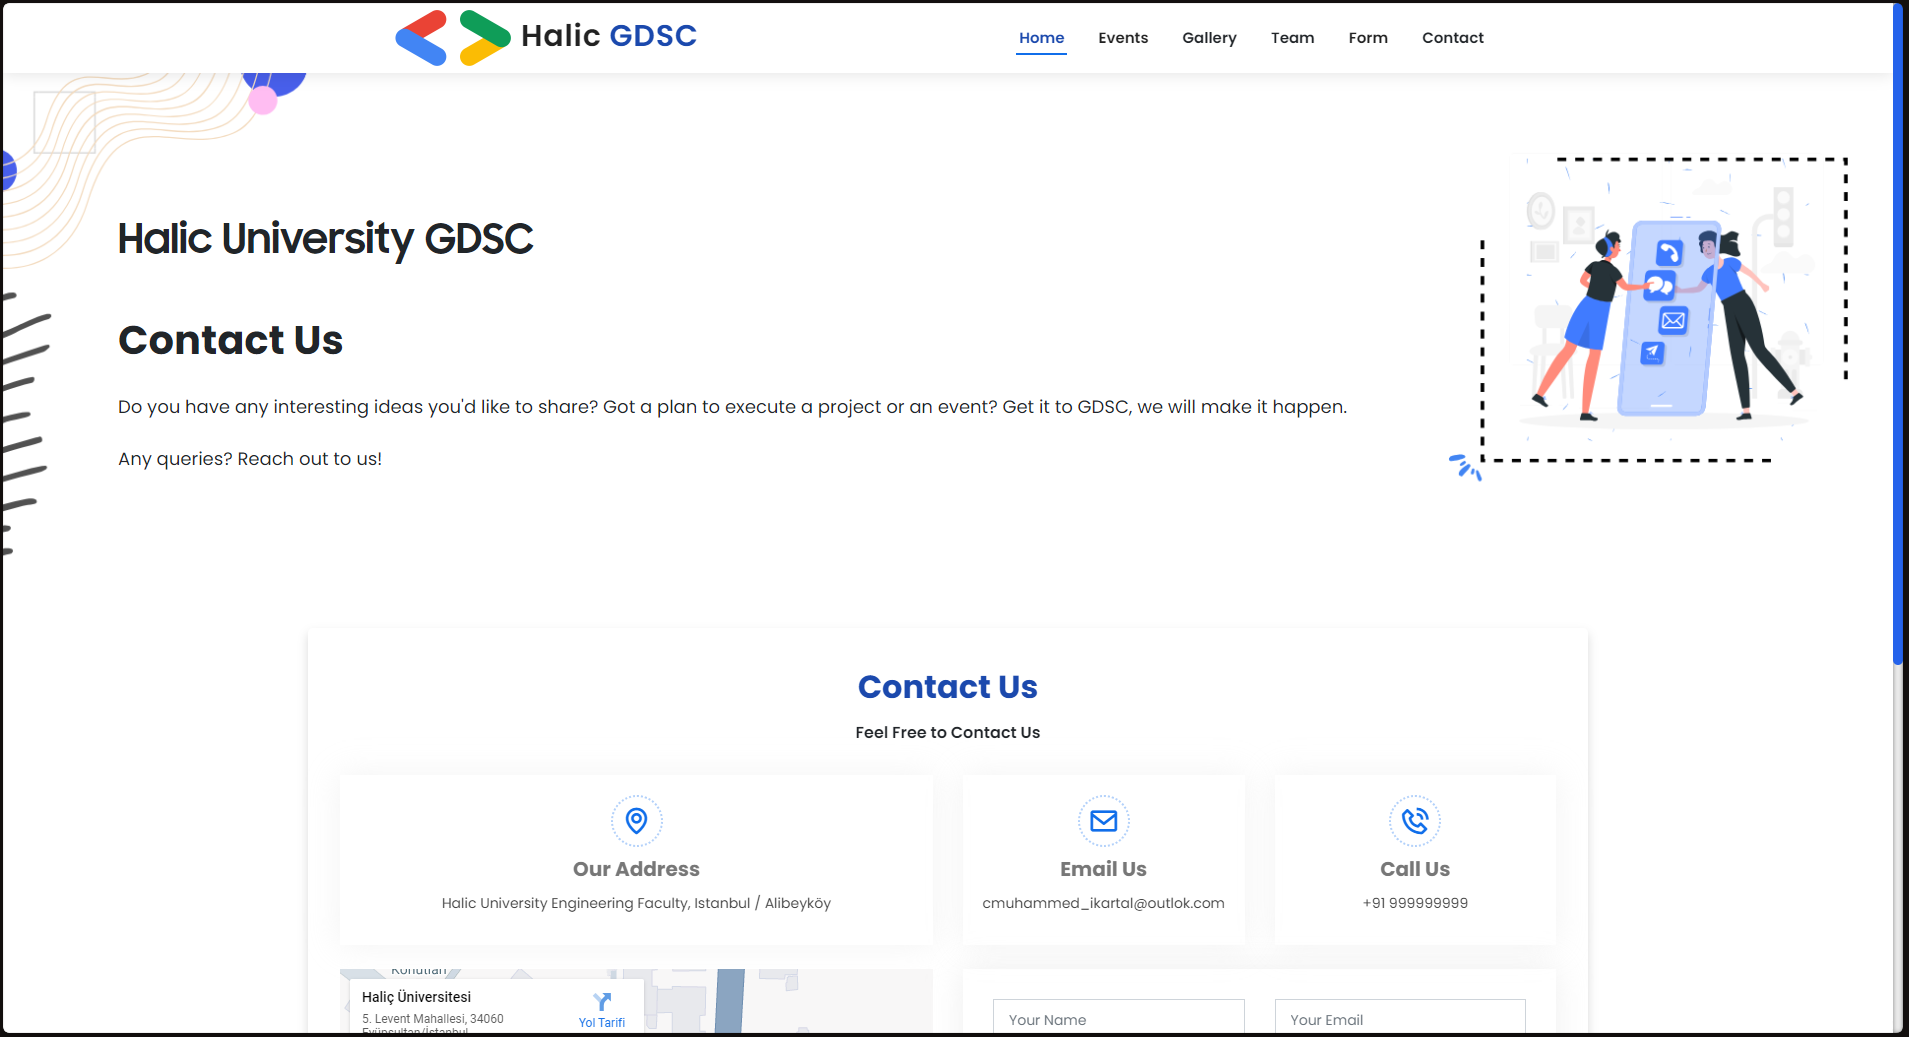 Halic GDSC
Home Events Gallery Team Form Contact
Halic University GDSC
Contact Us
Do you have any interesting ideas you'd like to share? Got a plan to execute a project or an event? Get it to GDSC, we will make it happen.
Any queries? Reach out to us!
Contact Us
Feel Free to Contact Us
Our Address
Halic University Engineering Faculty, Istanbul / Alibeyköy
Email Us
cmuhammed_ikartal@outlok.com
Call Us
+91 999999999
Konutları
Haliç Üniversitesi
5. Levent Mahallesi, 34060
Eyüpsultan/İstanbul
Yol Tarifi
Your Name
Your Email